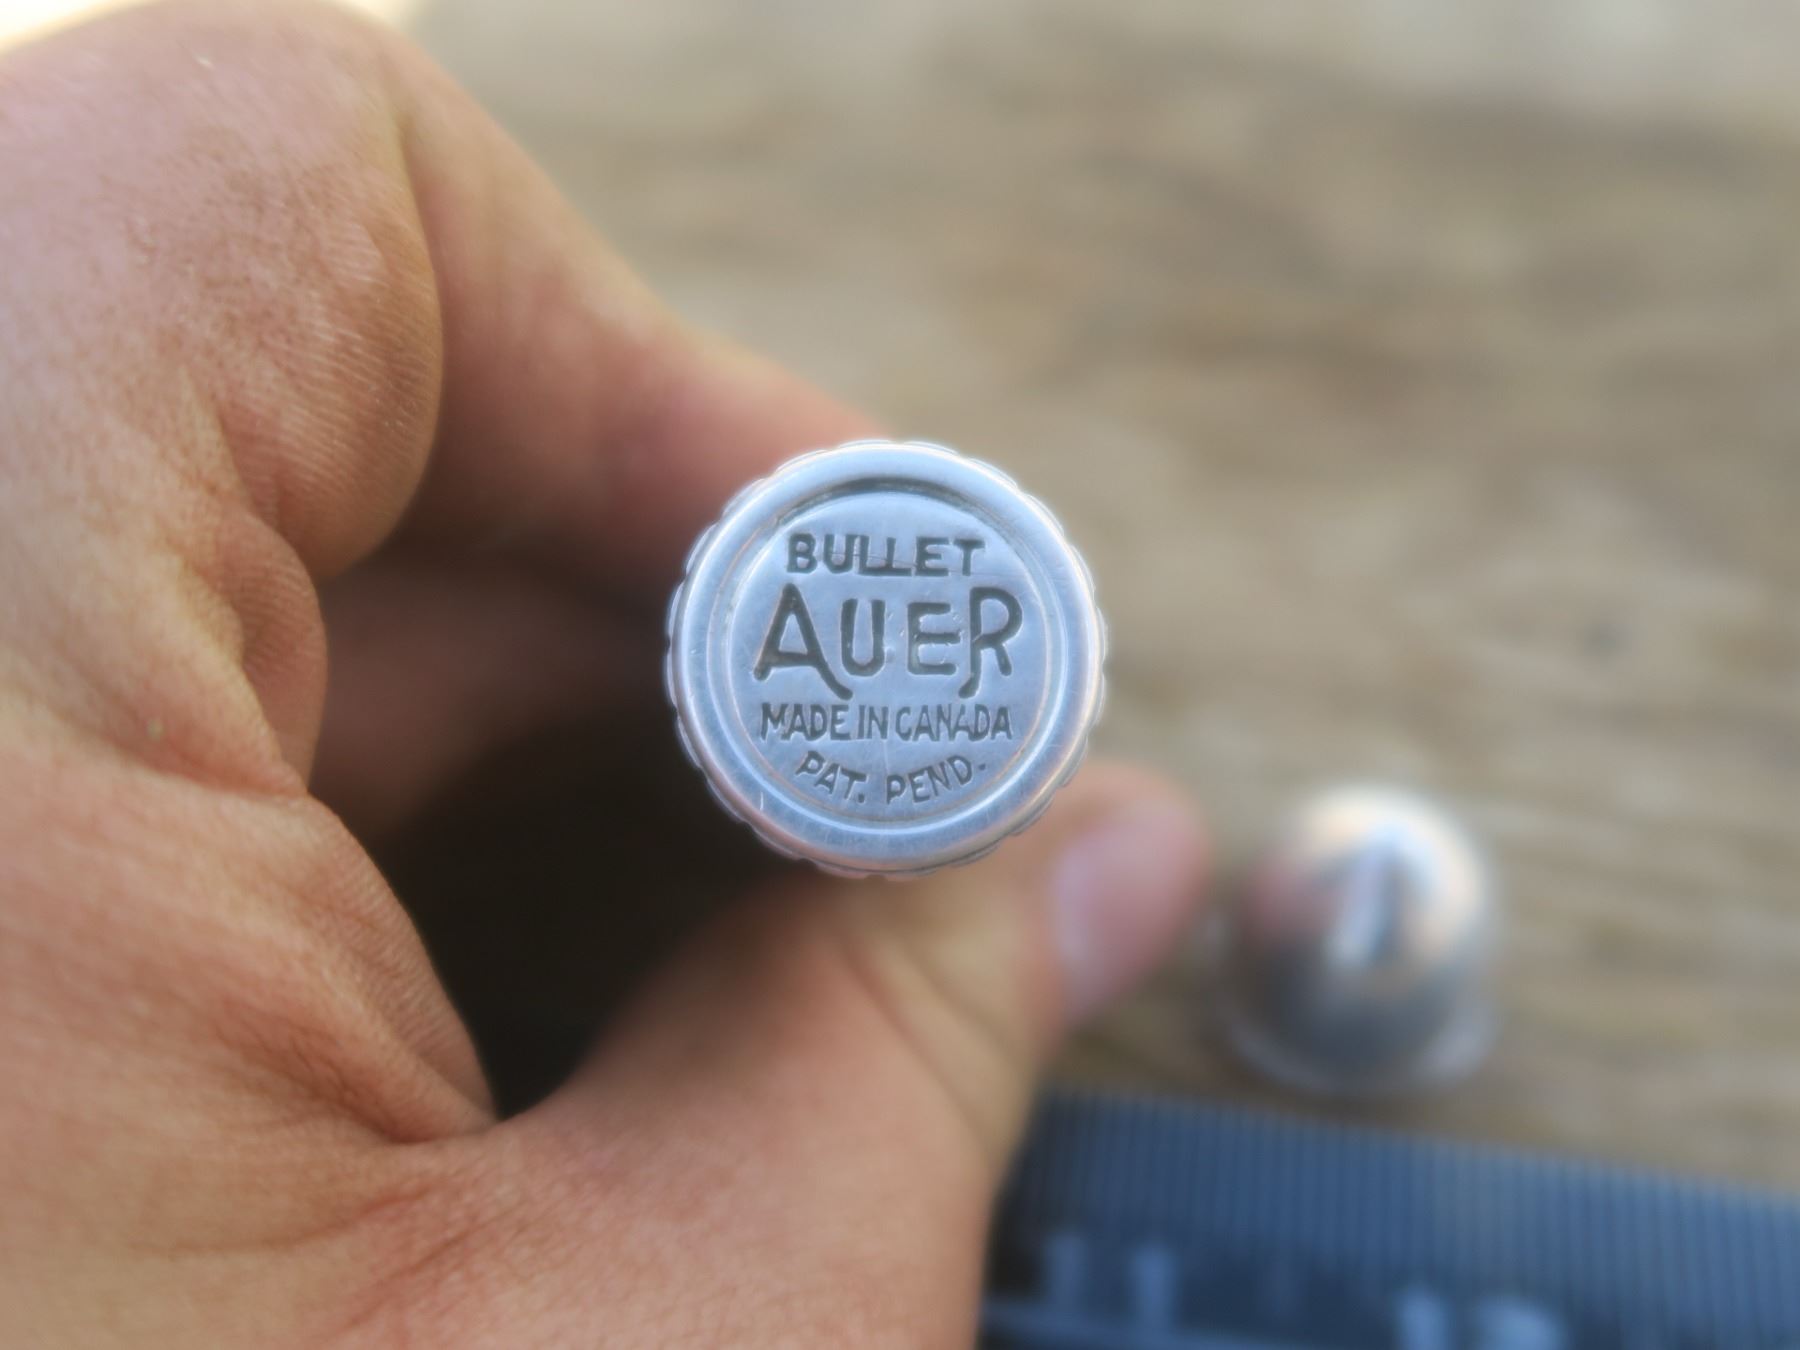 BULLET
AUER
MADE IN CANADA
PAT. PEND.